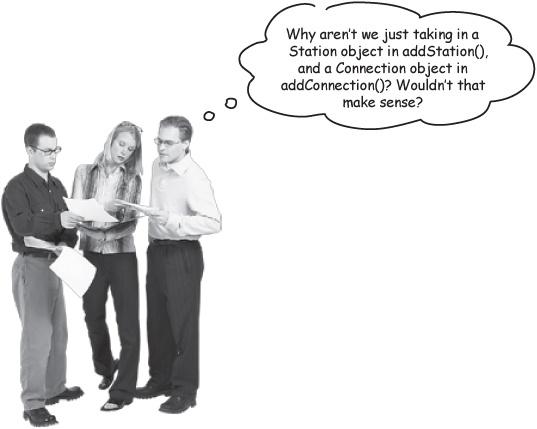 Why aren't we just taking in a
Station object in addStation(),
and a Connection object in
addConnection()? Wouldn't that
make sense?